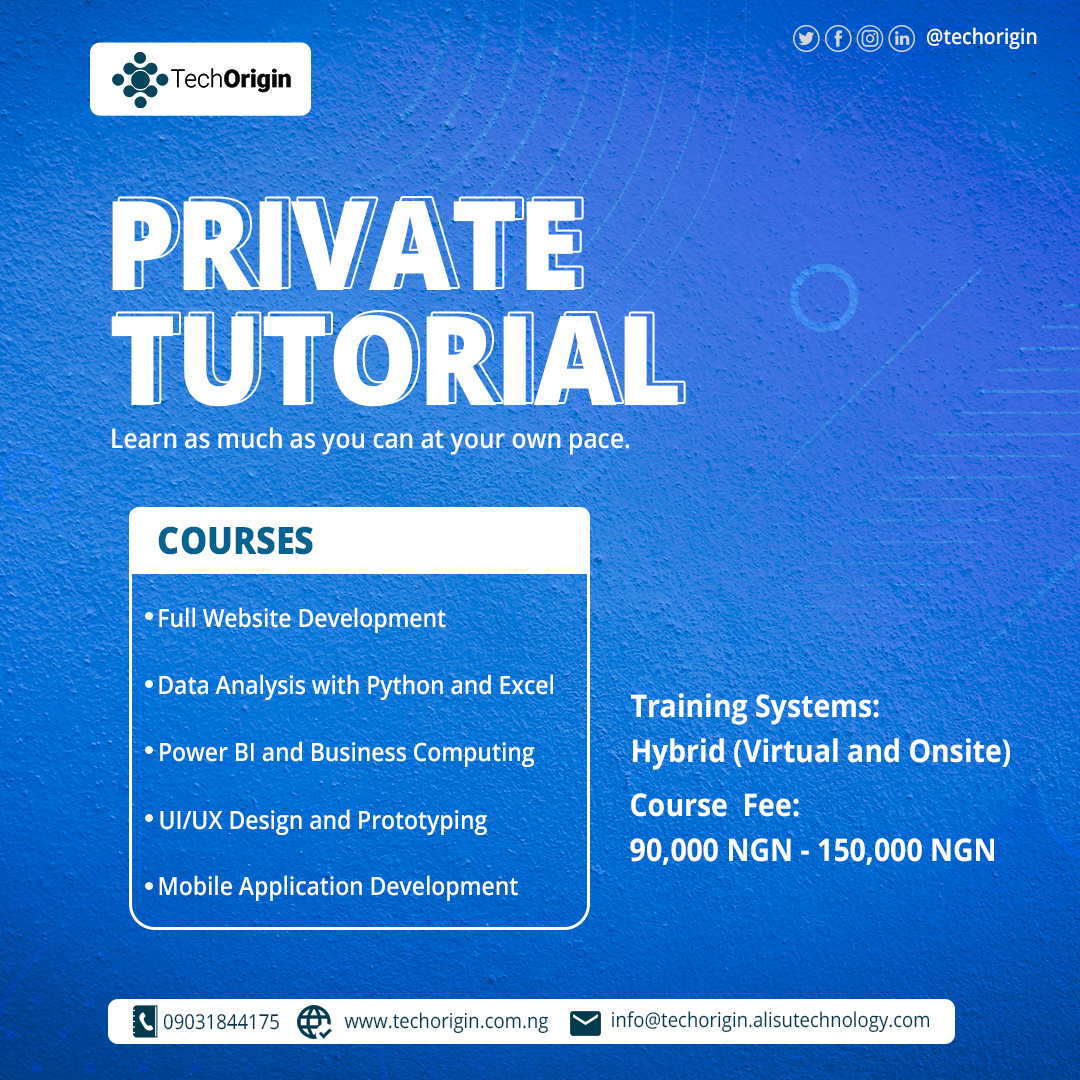 TechOrigin
@techorigin
PRIVATE
TUTORIAL
Learn as much as you can at your own pace.
COURSES
• Full Website Development
• Data Analysis with Python and Excel
• Power BI and Business Computing
• UI/UX Design and Prototyping
• Mobile Application Development
Training Systems:
Hybrid (Virtual and Onsite)
Course Fee:
90,000 NGN - 150,000 NGN
09031844175
www.techorigin.com.ng
info@techorigin.alisutechnology.com